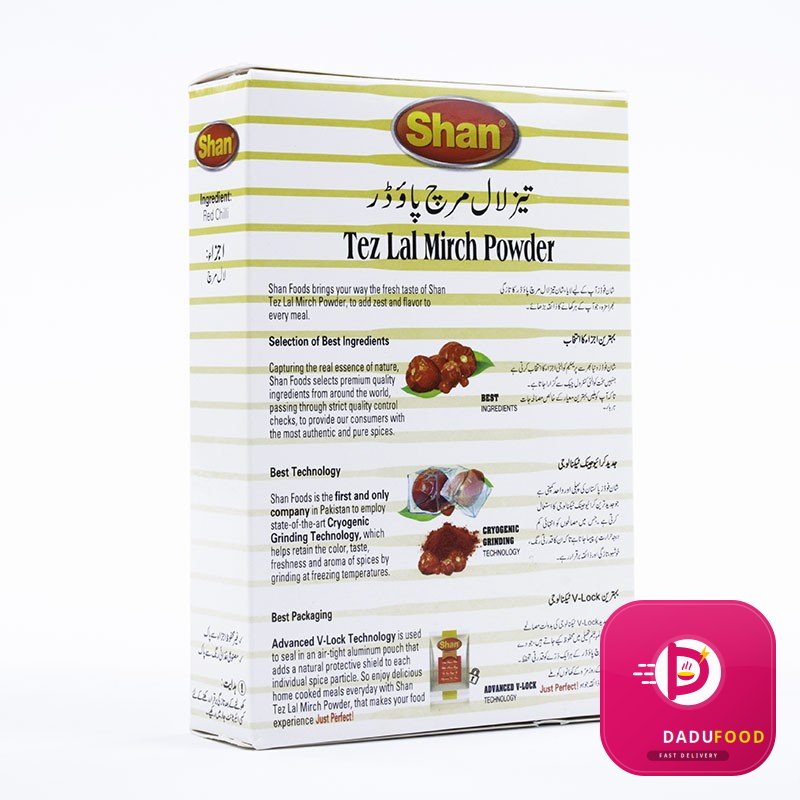 Shan
Ingredient:
Red Chilli
اجزاء:
لال مرچ
Shan®
تیز لال مرچ پاؤڈر
Tez Lal Mirch Powder
Shan Foods brings your way the fresh taste of Shan
Tez Lal Mirch Powder, to add zest and flavor to
every meal.
Selection of Best Ingredients
بہترین اجزاء کا انتخاب
Capturing the real essence of nature,
Shan Foods selects premium quality
ingredients from around the world,
passing through strict quality control
checks, to provide our consumers with
the most authentic and pure spices.
BEST
INGREDIENTS
Best Technology
جدید کرائیوجینک ٹیکنالوجی
Shan Foods is the first and only
company in Pakistan to employ
state-of-the-art Cryogenic
Grinding Technology, which
helps retain the color, taste,
freshness and aroma of spices by
grinding at freezing temperatures.
CRYOGENIC
GRINDING
TECHNOLOGY
Best Packaging
بہترین V-Lock ٹیکنالوجی
Advanced V-Lock Technology is used
to seal in an air-tight aluminum pouch that
adds a natural protective shield to each
individual spice particle. So enjoy delicious
home cooked meals everyday with Shan
Tez Lal Mirch Powder, that makes your food
experience Just Perfect!
Shan
ADVANCED V-LOCK
TECHNOLOGY
Just Perfect!
DADUFOOD
FAST DELIVERY